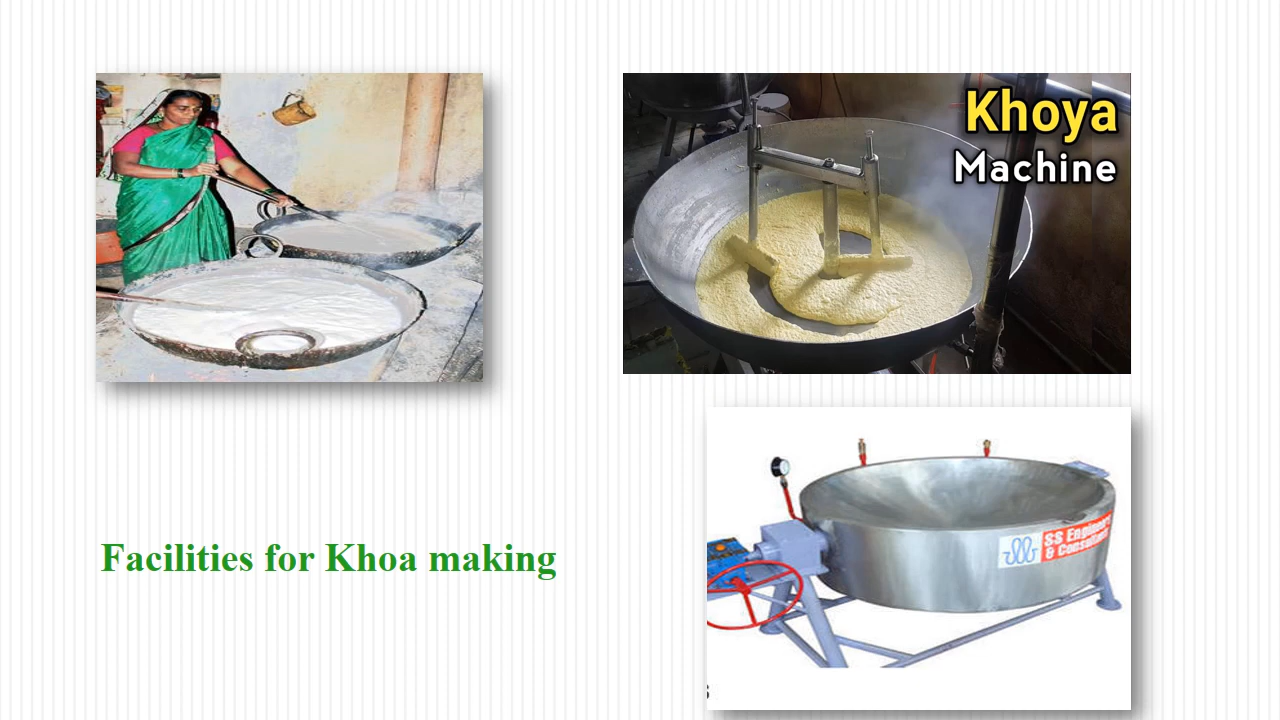 Khoya
Machine
SS Engineers
& Consultants
Facilities for Khoa making